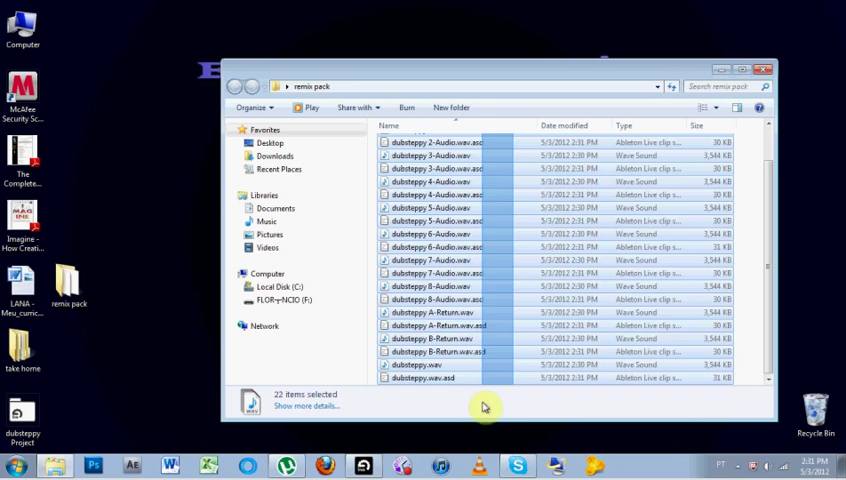 Computer
McAfee
Security Sc...
The
Complete...
Imagine -
How Creati...
LANA -
Meu_curric...
remix pack
take home
dubsteppy
Project
Recycle Bin
remix pack
Search remix pack
Organize
Play
Share with
Burn
New folder
Name
Date modified
Type
Size
Favorites
Desktop
Downloads
Recent Places
Libraries
Documents
Music
Pictures
Videos
Computer
Local Disk (C:)
FLOR┬NCIO (F:)
Network
dubsteppy 2-Audio.wav.asd 5/3/2012 2:31 PM Ableton Live clip s... 30 KB
dubsteppy 3-Audio.wav 5/3/2012 2:30 PM Wave Sound 3,544 KB
dubsteppy 3-Audio.wav.asd 5/3/2012 2:31 PM Ableton Live clip s... 30 KB
dubsteppy 4-Audio.wav 5/3/2012 2:30 PM Wave Sound 3,544 KB
dubsteppy 4-Audio.wav.asd 5/3/2012 2:31 PM Ableton Live clip s... 30 KB
dubsteppy 5-Audio.wav 5/3/2012 2:30 PM Wave Sound 3,544 KB
dubsteppy 5-Audio.wav.asd 5/3/2012 2:31 PM Ableton Live clip s... 30 KB
dubsteppy 6-Audio.wav 5/3/2012 2:30 PM Wave Sound 3,544 KB
dubsteppy 6-Audio.wav.asd 5/3/2012 2:31 PM Ableton Live clip s... 31 KB
dubsteppy 7-Audio.wav 5/3/2012 2:30 PM Wave Sound 3,544 KB
dubsteppy 7-Audio.wav.asd 5/3/2012 2:31 PM Ableton Live clip s... 30 KB
dubsteppy 8-Audio.wav 5/3/2012 2:30 PM Wave Sound 3,544 KB
dubsteppy 8-Audio.wav.asd 5/3/2012 2:31 PM Ableton Live clip s... 30 KB
dubsteppy A-Return.wav 5/3/2012 2:30 PM Wave Sound 3,544 KB
dubsteppy A-Return.wav.asd 5/3/2012 2:31 PM Ableton Live clip s... 30 KB
dubsteppy B-Return.wav 5/3/2012 2:30 PM Wave Sound 3,544 KB
dubsteppy B-Return.wav.asd 5/3/2012 2:31 PM Ableton Live clip s... 30 KB
dubsteppy.wav 5/3/2012 2:30 PM Wave Sound 3,544 KB
dubsteppy.wav.asd 5/3/2012 2:31 PM Ableton Live clip s... 31 KB
WAV
22 items selected
Show more details...
Ps
Ae
PT
2:31 PM
5/3/2012